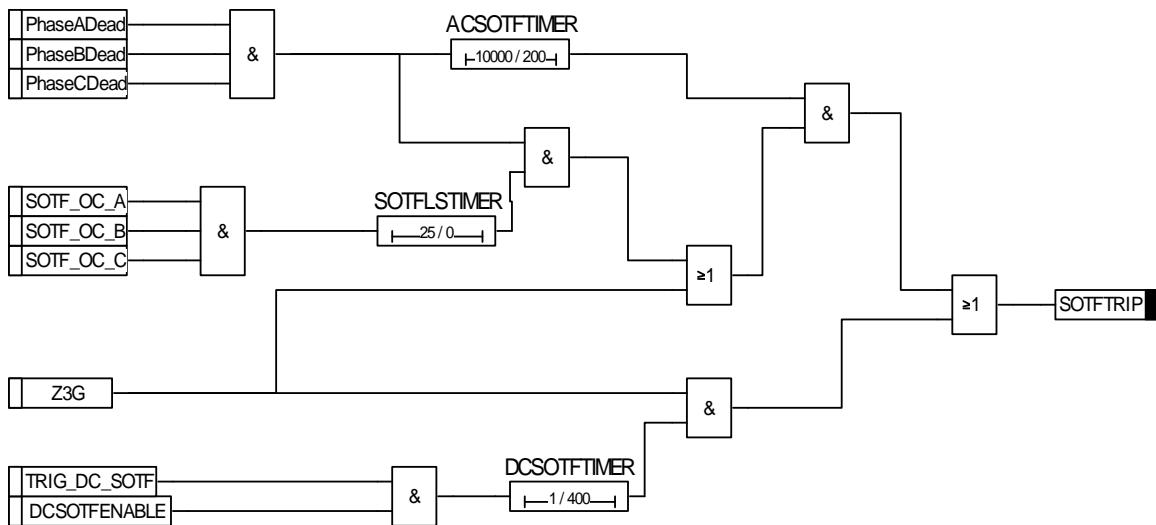 PhaseADead
PhaseBDead
PhaseCDead
&
ACSOTFTIMER
10000 / 200
&
&
SOTF_OC_A
SOTF_OC_B
SOTF_OC_C
&
SOTFLSTIMER
25 / 0
≥1
≥1
SOTFTRIP
Z3G
&
TRIG_DC_SOTF
DCSOTFENABLE
&
DCSOTFTIMER
1 / 400